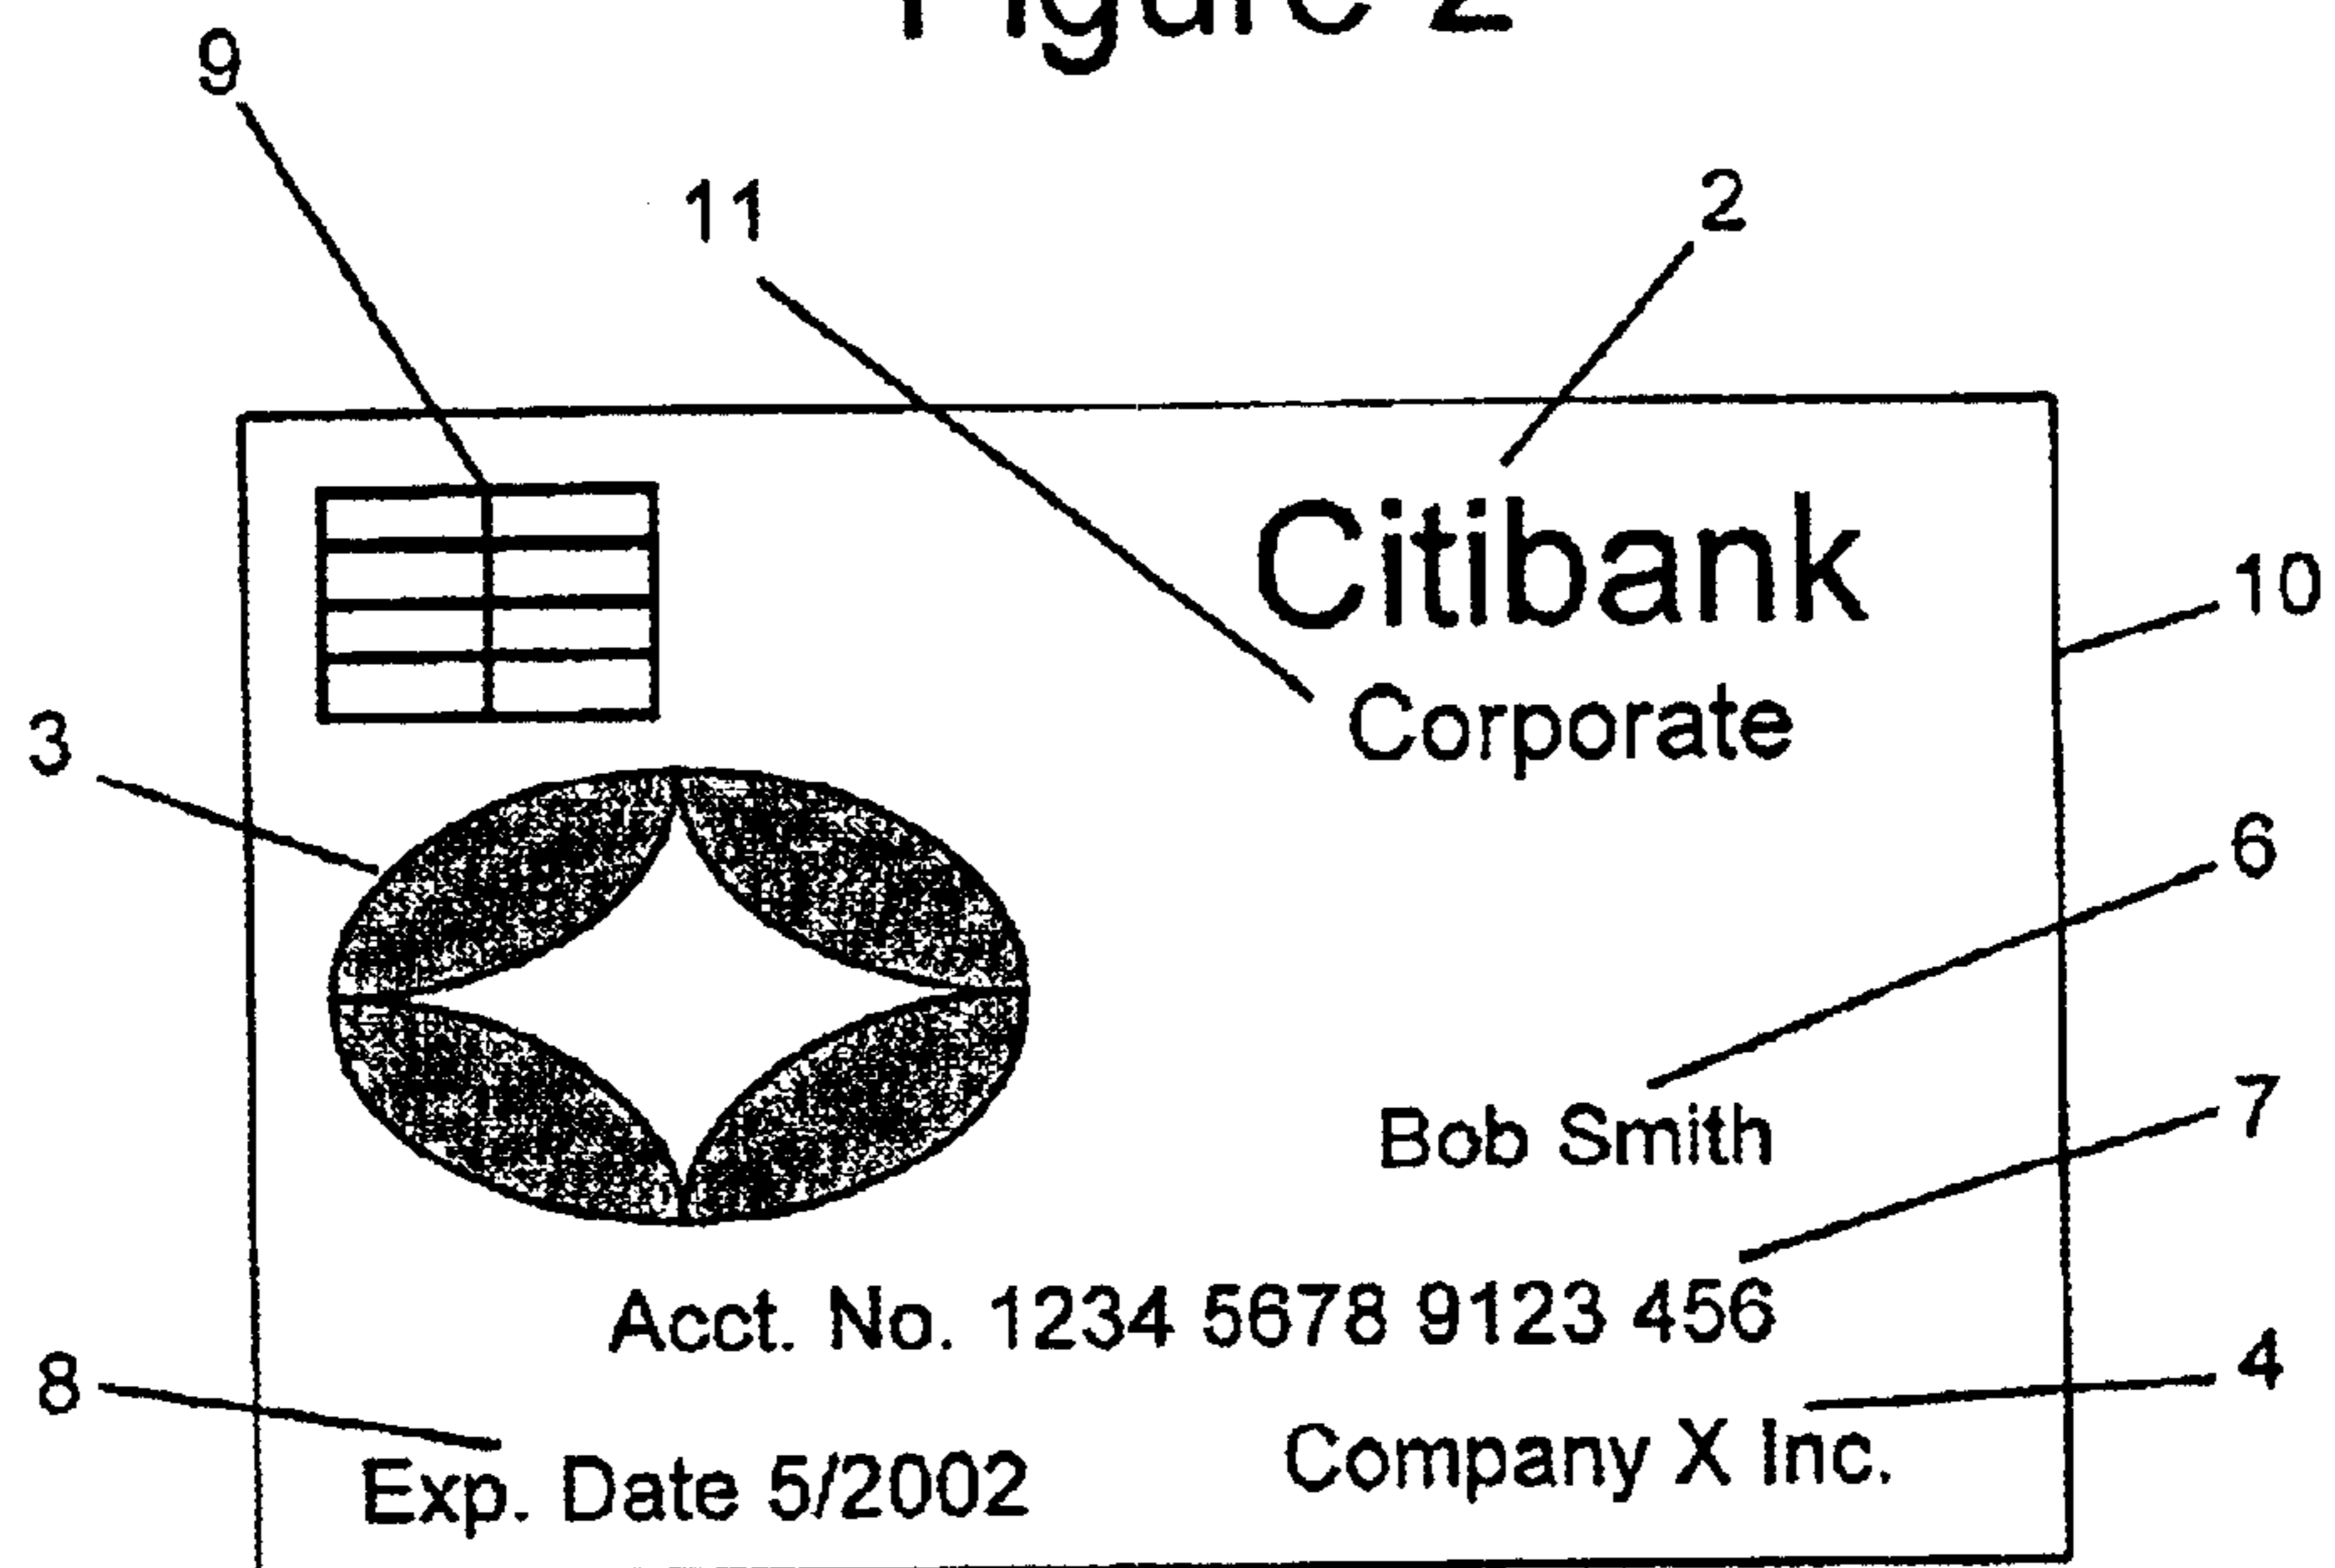 Figure 2
9
11
2
Citibank
10
Corporate
3
6
Bob Smith
7
Acct. No. 1234 5678 9123 456
4
8
Company X Inc.
Exp. Date 5/2002